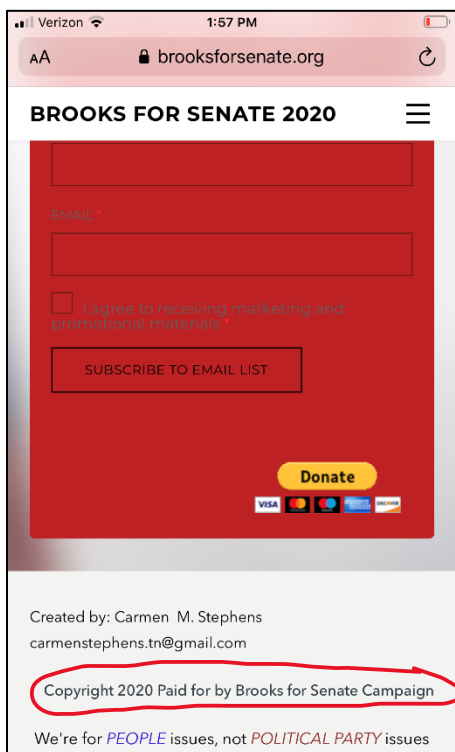 Verizon 1:57 PM
AA brooksforsenate.org
BROOKS FOR SENATE 2020
EMAIL *
I agree to receiving marketing and
promotional materials *
SUBSCRIBE TO EMAIL LIST
Donate
VISA
Created by: Carmen M. Stephens
carmenstephens.tn@gmail.com
Copyright 2020 Paid for by Brooks for Senate Campaign
We're for PEOPLE issues, not POLITICAL PARTY issues